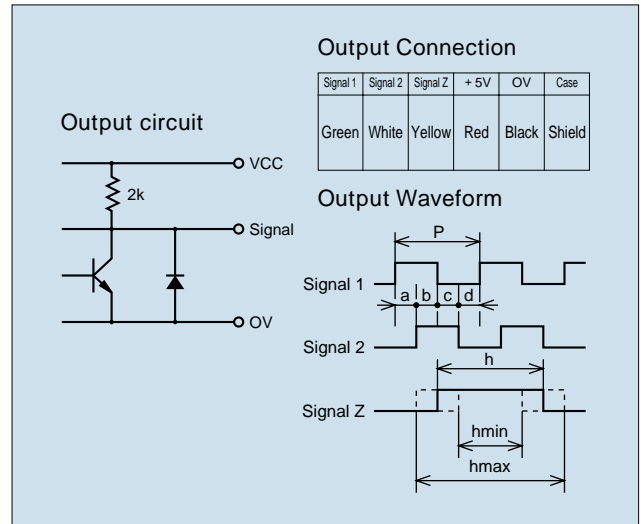 Output Connection
Signal 1 Signal 2 Signal Z + 5V OV Case
Green White Yellow Red Black Shield
Output circuit
VCC
2k
Signal
OV
Output Waveform
P
Signal 1
a b c d
Signal 2
h
Signal Z
hmin
hmax